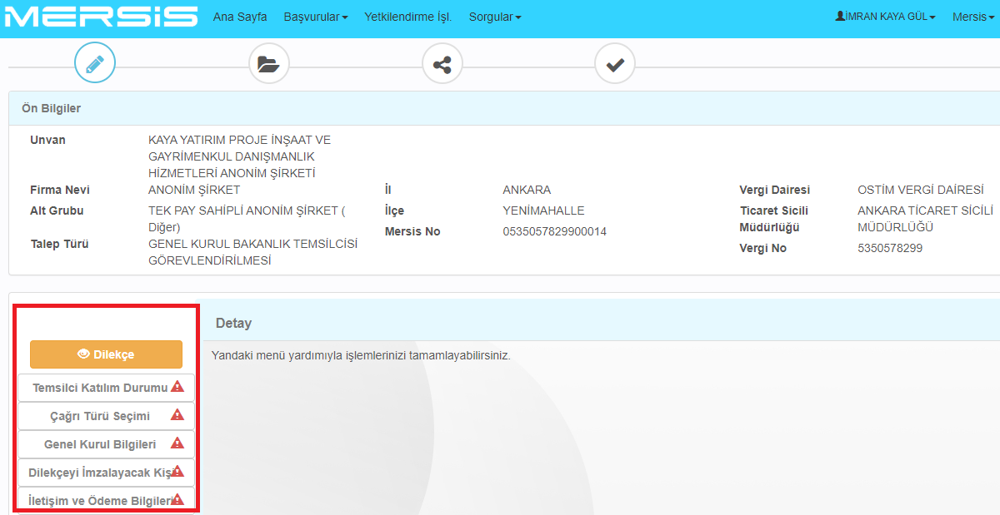 MERSIS Ana Sayfa Başvurular Yetkilendirme İşl. Sorgular İMRAN KAYA GÜL Mersis
Ön Bilgiler
Unvan KAYA YATIRIM PROJE İNŞAAT VE
GAYRİMENKUL DANIŞMANLIK
HİZMETLERİ ANONİM ŞİRKETİ
Firma Nevi ANONİM ŞİRKET İl ANKARA Vergi Dairesi OSTİM VERGİ DAİRESİ
Alt Grubu TEK PAY SAHİPLİ ANONİM ŞİRKET ( İlçe YENİMAHALLE Ticaret Sicili ANKARA TİCARET SİCİLİ
Diğer) Mersis No 0535057829900014 Müdürlüğü MÜDÜRLÜĞÜ
Talep Türü GENEL KURUL BAKANLIK TEMSİLCİSİ Vergi No 5350578299
GÖREVLENDİRİLMESİ
Detay
Dilekçe Yandaki menü yardımıyla işlemlerinizi tamamlayabilirsiniz.
Temsilci Katılım Durumu
Çağrı Türü Seçimi
Genel Kurul Bilgileri
Dilekçeyi İmzalayacak Kişi
İletişim ve Ödeme Bilgileri